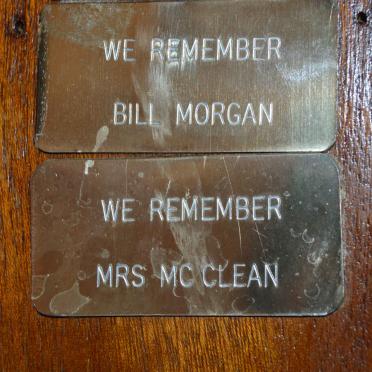 WE REMEMBER
BILL MORGAN
WE REMEMBER
MRS MC CLEAN